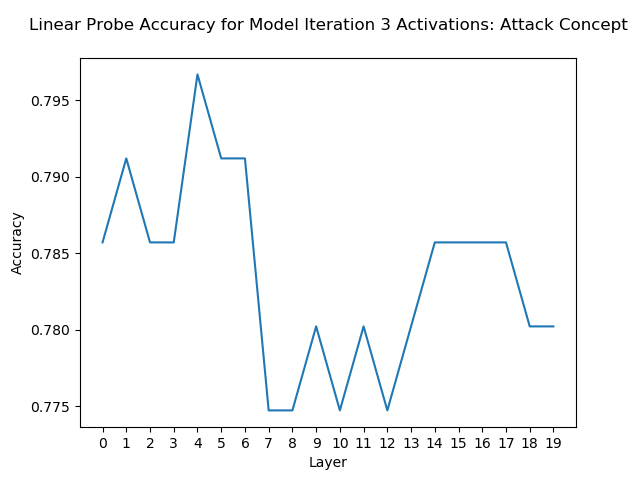 Linear Probe Accuracy for Model Iteration 3 Activations: Attack Concept
0.795
0.790
0.785
0.780
0.775
Accuracy
0 1 2 3 4 5 6 7 8 9 10 11 12 13 14 15 16 17 18 19
Layer